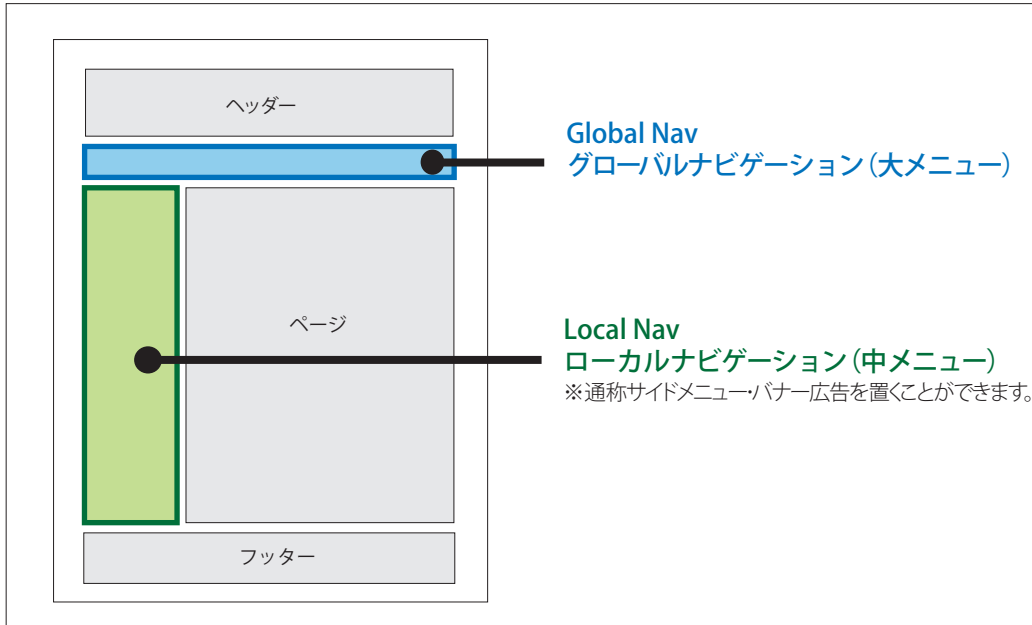 ヘッダー
Global Nav
グローバルナビゲーション(大メニュー)
ページ
Local Nav
ローカルナビゲーション(中メニュー)
※通称サイドメニュー・バナー広告を置くことができます。
フッター